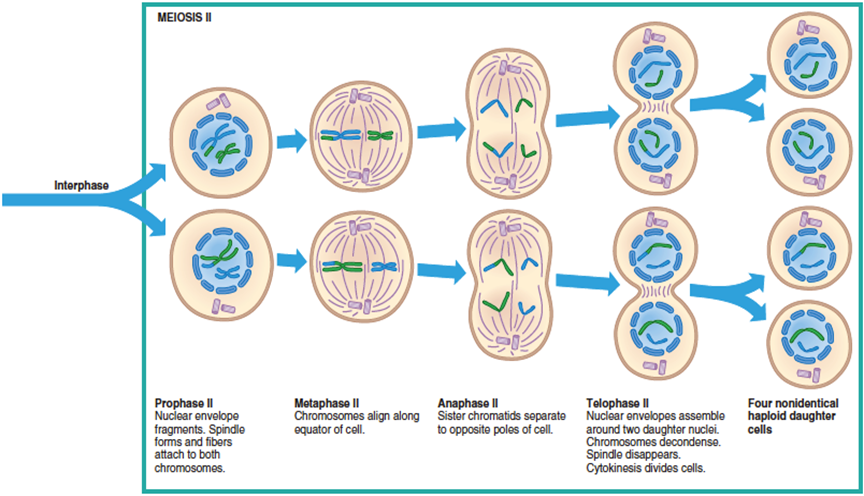 MEIOSIS II
Interphase
Prophase II
Nuclear envelope
fragments. Spindle
forms and fibers
attach to both
chromosomes.
Metaphase II
Chromosomes align along
equator of cell.
Anaphase II
Sister chromatids separate
to opposite poles of cell.
Telophase II
Nuclear envelopes assemble
around two daughter nuclei.
Chromosomes decondense.
Spindle disappears.
Cytokinesis divides cells.
Four nonidentical
haploid daughter
cells